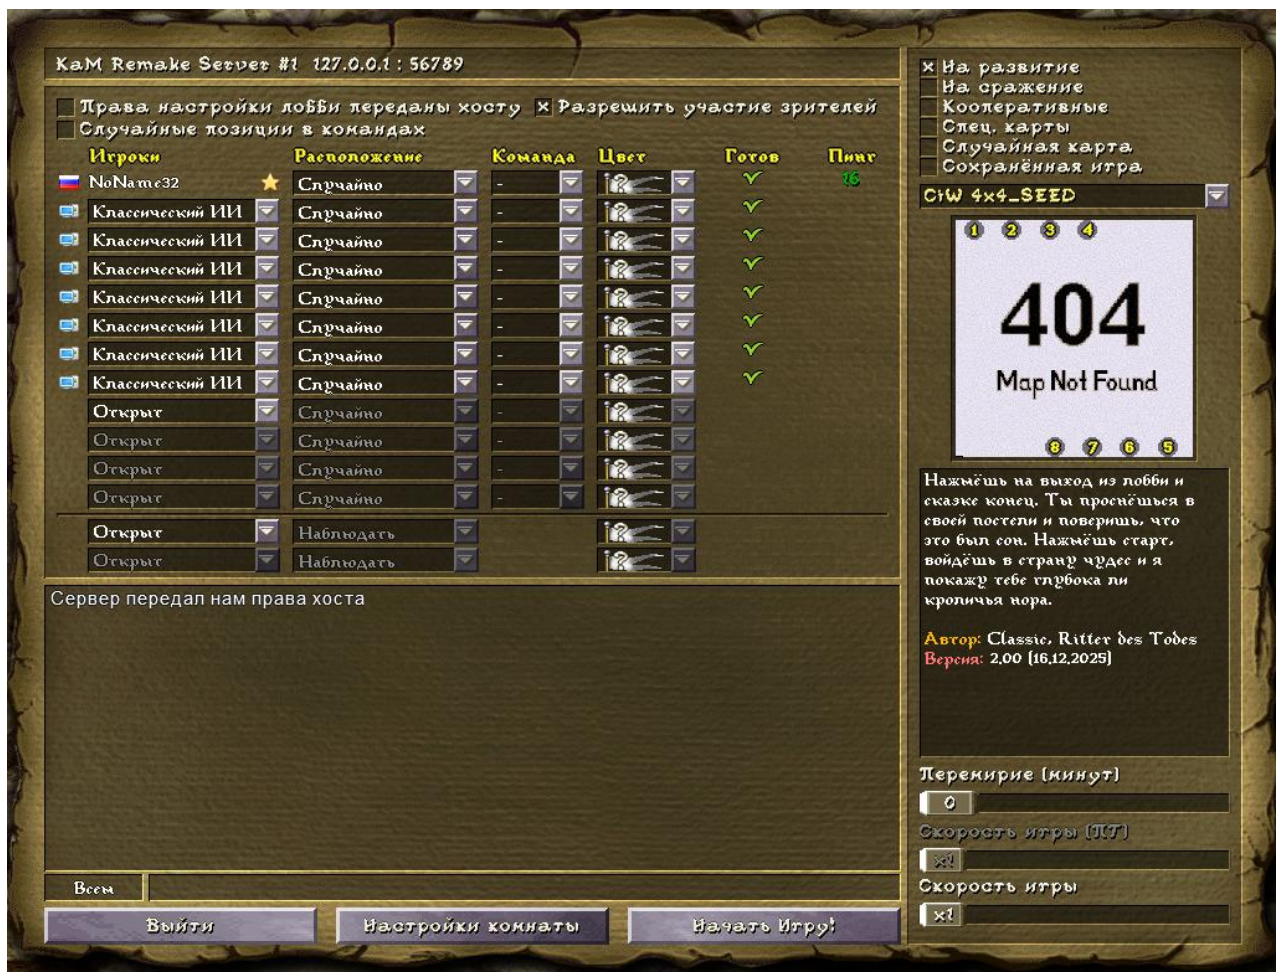 KaM Remake Server #1 127.0.0.1 : 56789
Права настройки лобби переданы хосту Разрешить участие зрителей
Случайные позиции в командах
Игроки Расположение Команда Цвет Готов Пинг
NoName32 Случайно - 16
Классический ИИ Случайно -
Классический ИИ Случайно -
Классический ИИ Случайно -
Классический ИИ Случайно -
Классический ИИ Случайно -
Классический ИИ Случайно -
Классический ИИ Случайно -
Открыт Случайно -
Открыт Случайно -
Открыт Случайно -
Открыт Случайно -
Открыт Наблюдать
Открыт Наблюдать
Сервер передал нам права хоста
Всем
Выйти Настройки комнаты Начать Игру!
На развитие
На сражение
Кооперативные
Спец. карты
Случайная карта
Сохранённая игра
C&W 4x4_SEED
1 2 3 4
404
Map Not Found
8 7 6 5
Нажмёшь на выход из лобби и
сказке конец. Ты проснёшься в
своей постели и поверишь, что
это был сон. Нажмёшь старт,
войдёшь в страну чудес и я
покажу тебе глубока ли
кроличья нора.
Автор: Classic, Ritter des Todes
Версия: 2.00 [16.12.2025]
Перемирие (минут)
0
Скорость игры (ПГ)
x1
Скорость игры
x1